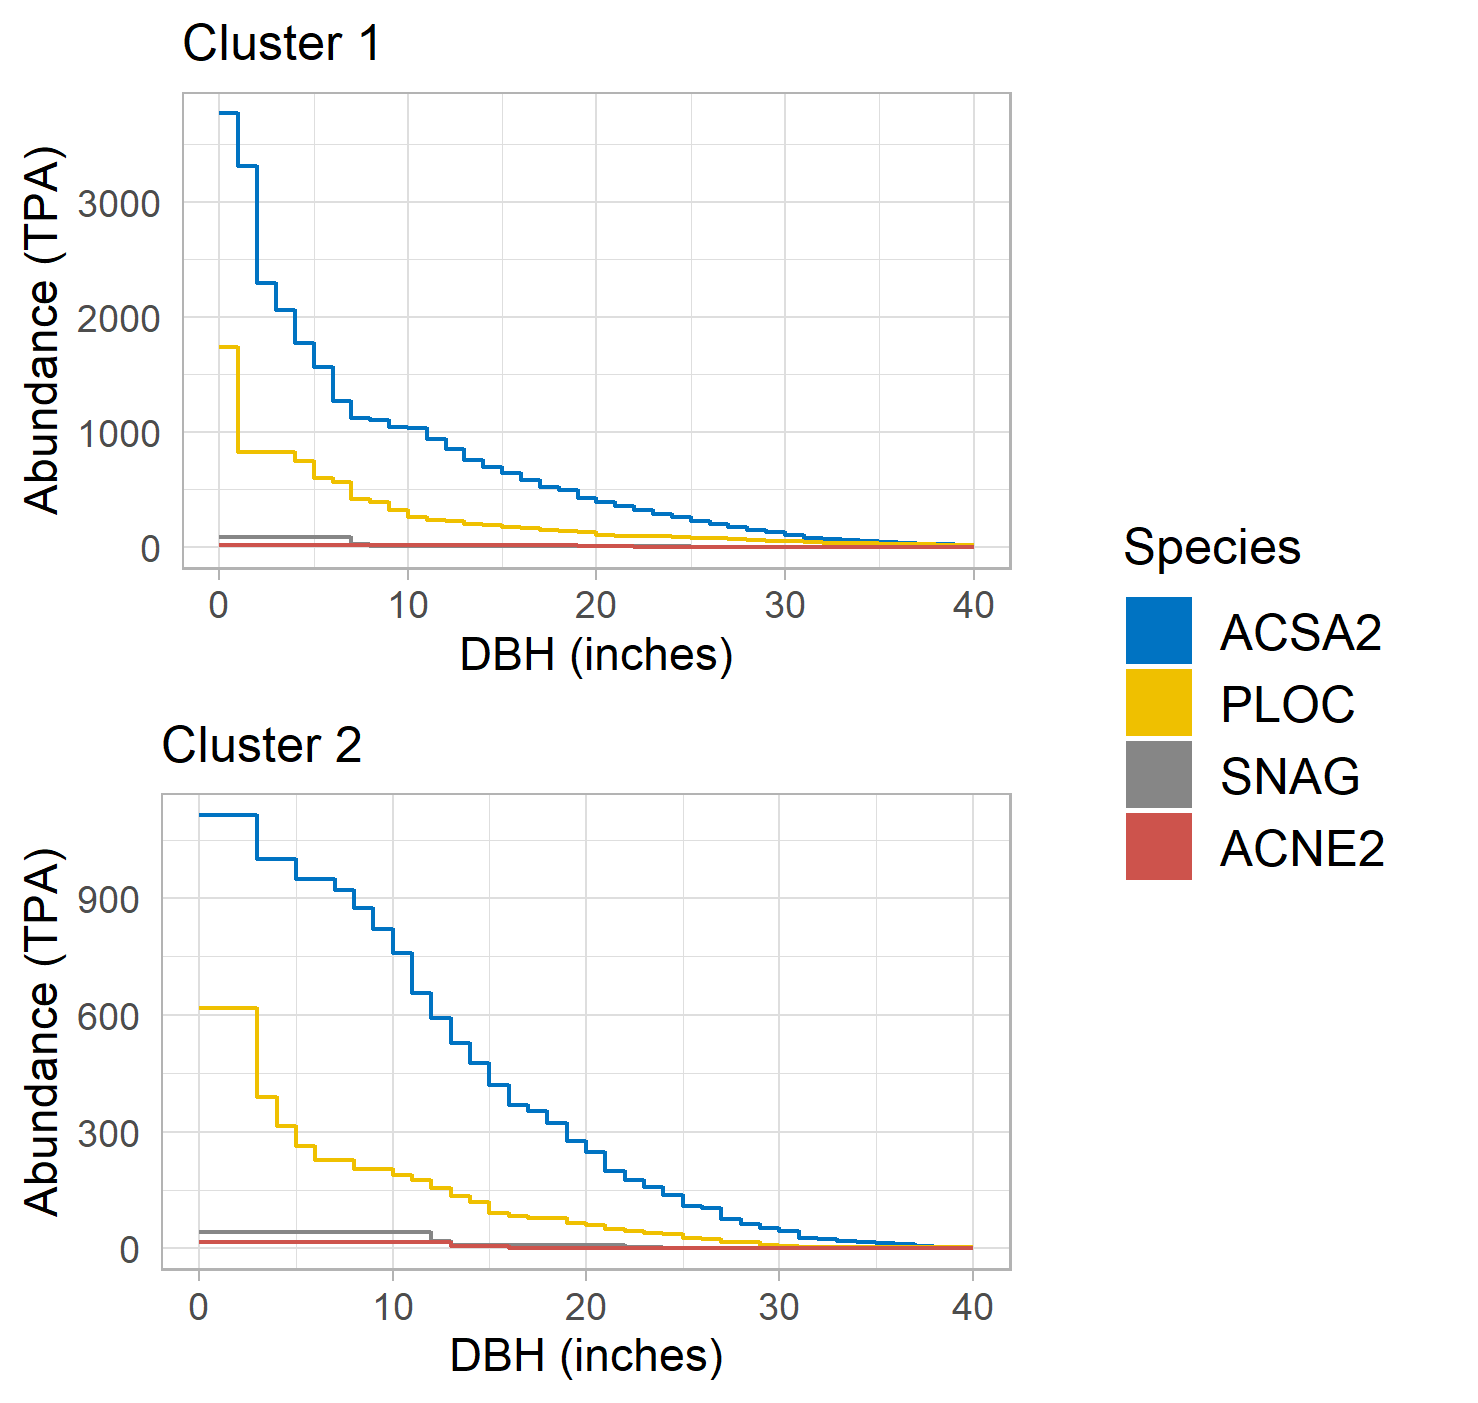 Cluster 1
Abundance (TPA)
3000
2000
1000
0
0 10 20 30 40
DBH (inches)
Cluster 2
Abundance (TPA)
900
600
300
0
0 10 20 30 40
DBH (inches)
Species
ACSA2
PLOC
SNAG
ACNE2